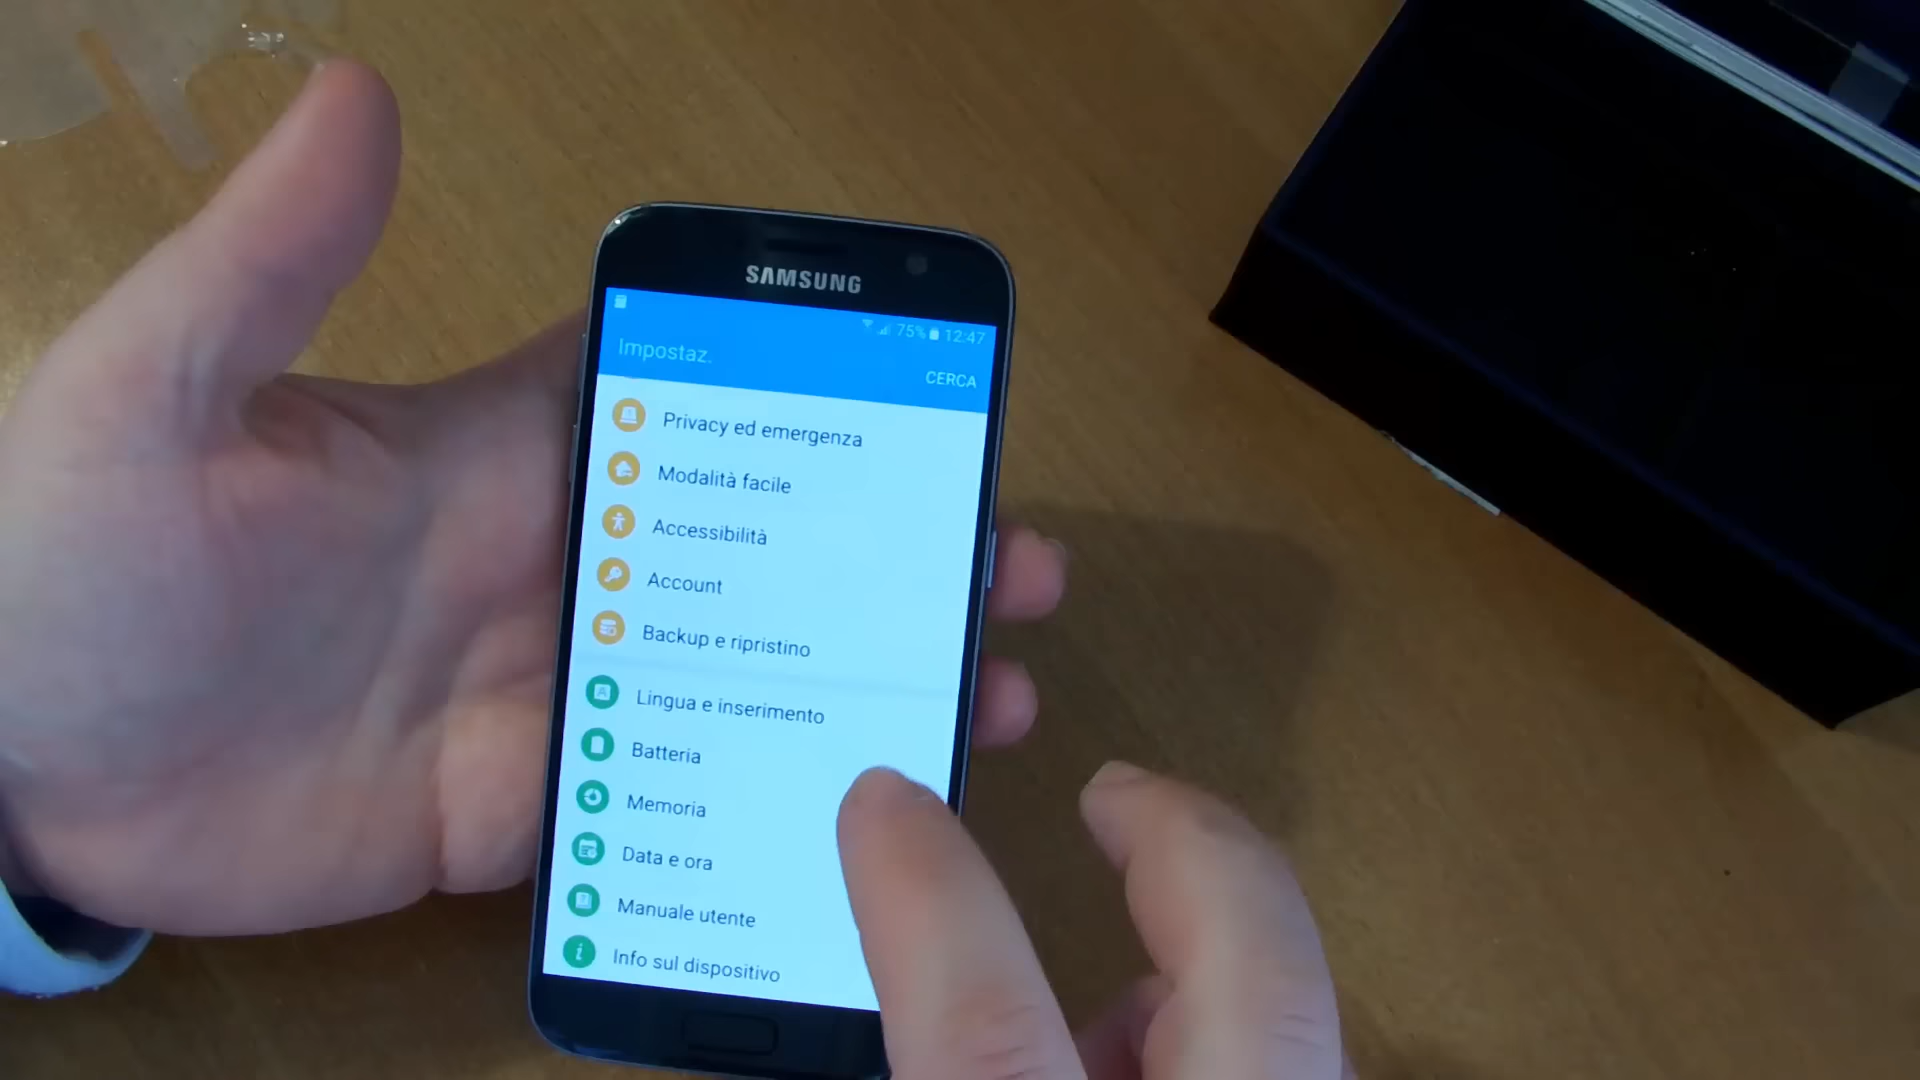 SAMSUNG
75% 12:47
Impostaz.
CERCA
Privacy ed emergenza
Modalità facile
Accessibilità
Account
Backup e ripristino
Lingua e inserimento
Batteria
Memoria
Data e ora
Manuale utente
Info sul dispositivo